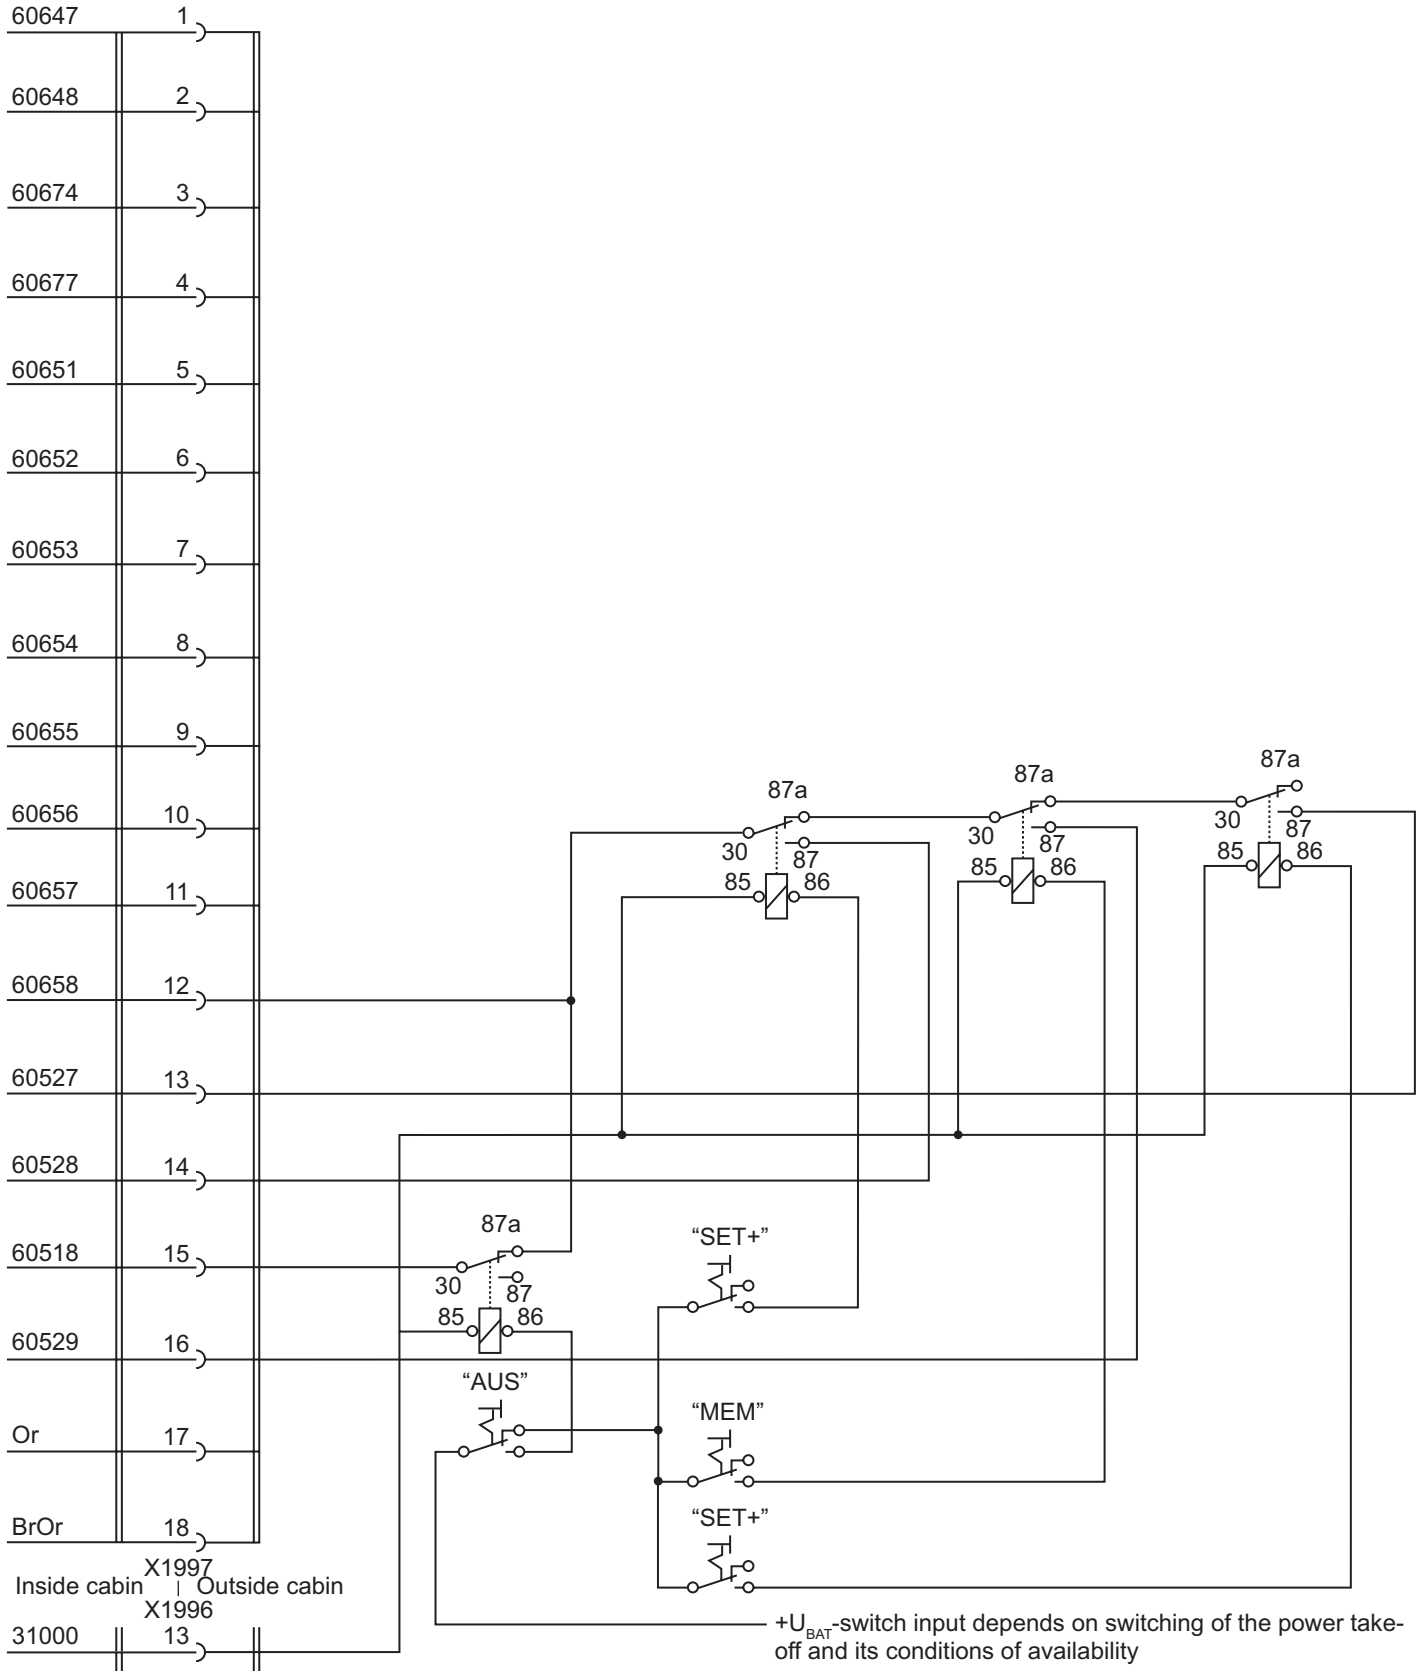 60647 1
60648 2
60674 3
60677 4
60651 5
60652 6
60653 7
60654 8
60655 9
87a
87a
87a
60656 10
30 87
30 87
30 87
85 86
85 86
85 86
60657 11
60658 12
60527 13
60528 14
60518 15
87a
30 87
85 86
“SET+”
60529 16
“AUS”
“MEM”
Or 17
“SET+”
BrOr 18
X1997
Inside cabin | Outside cabin
X1996
31000 13
+UBAT-switch input depends on switching of the power take-
off and its conditions of availability